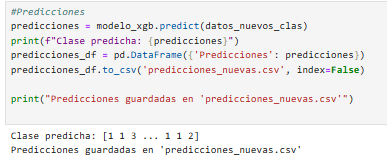 #Predicciones
predicciones = modelo_xgb.predict(datos_nuevos_clas)
print(f"Clase predicha: {predicciones}")
predicciones_df = pd.DataFrame({'Predicciones': predicciones})
predicciones_df.to_csv('predicciones_nuevas.csv', index=False)
print("Predicciones guardadas en 'predicciones_nuevas.csv'")
Clase predicha: [1 1 3 ... 1 1 2]
Predicciones guardadas en 'predicciones_nuevas.csv'